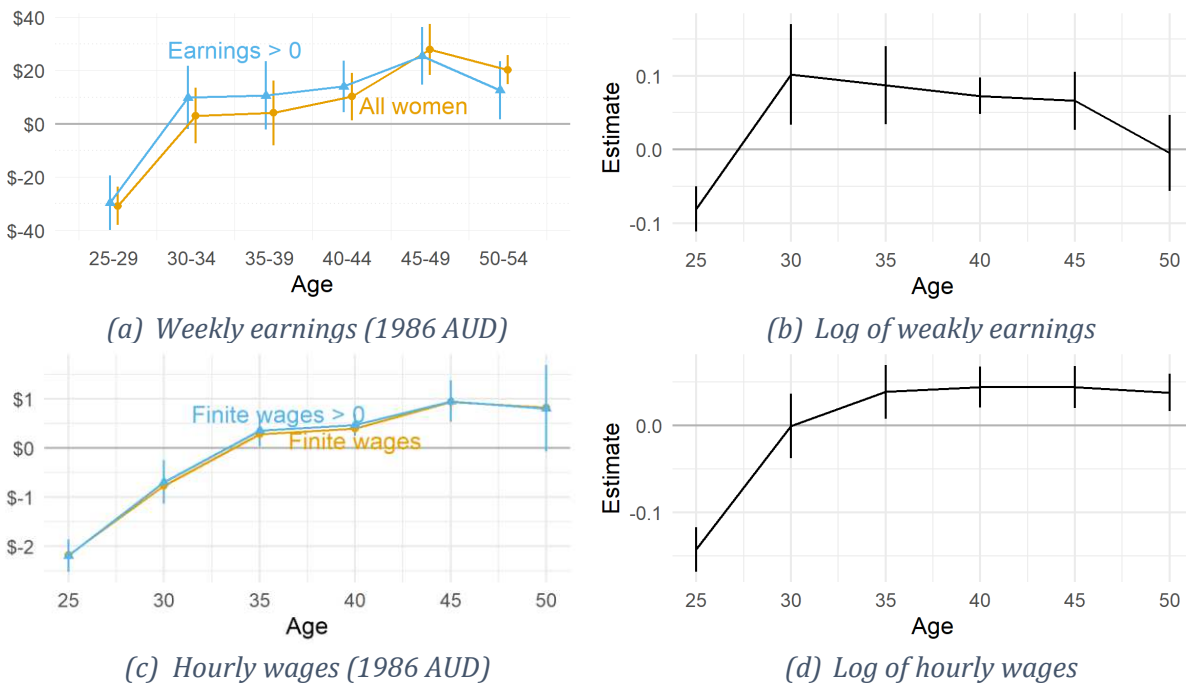 $40
$20
$0
$-20
$-40
Earnings > 0
All women
25-29 30-34 35-39 40-44 45-49 50-54
Age
(a) Weekly earnings (1986 AUD)
Estimate
0.1
0.0
-0.1
25 30 35 40 45 50
Age
(b) Log of weakly earnings
$1
$0
$-1
$-2
Finite wages > 0
Finite wages
25 30 35 40 45 50
Age
(c) Hourly wages (1986 AUD)
Estimate
0.0
-0.1
25 30 35 40 45 50
Age
(d) Log of hourly wages